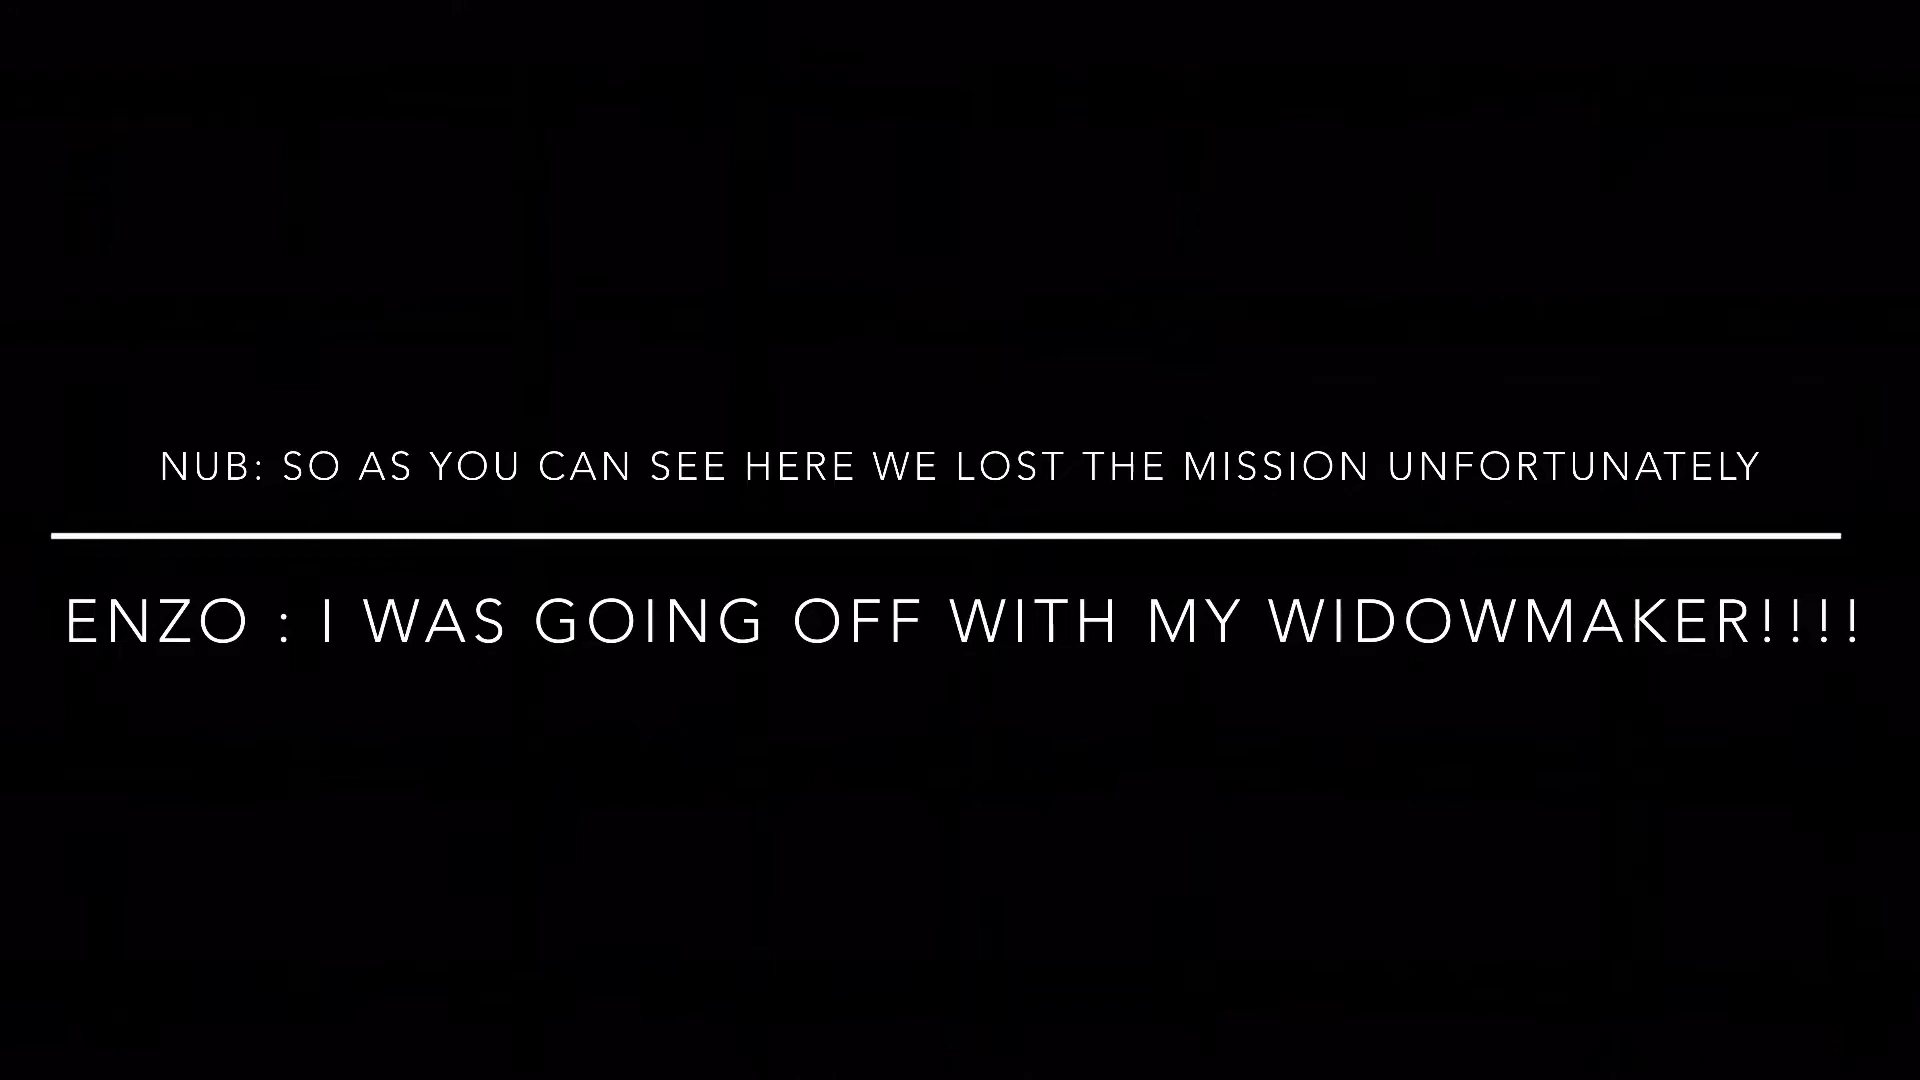 NUB: SO AS YOU CAN SEE HERE WE LOST THE MISSION UNFORTUNATELY
ENZO : I WAS GOING OFF WITH MY WIDOWMAKER!!!!